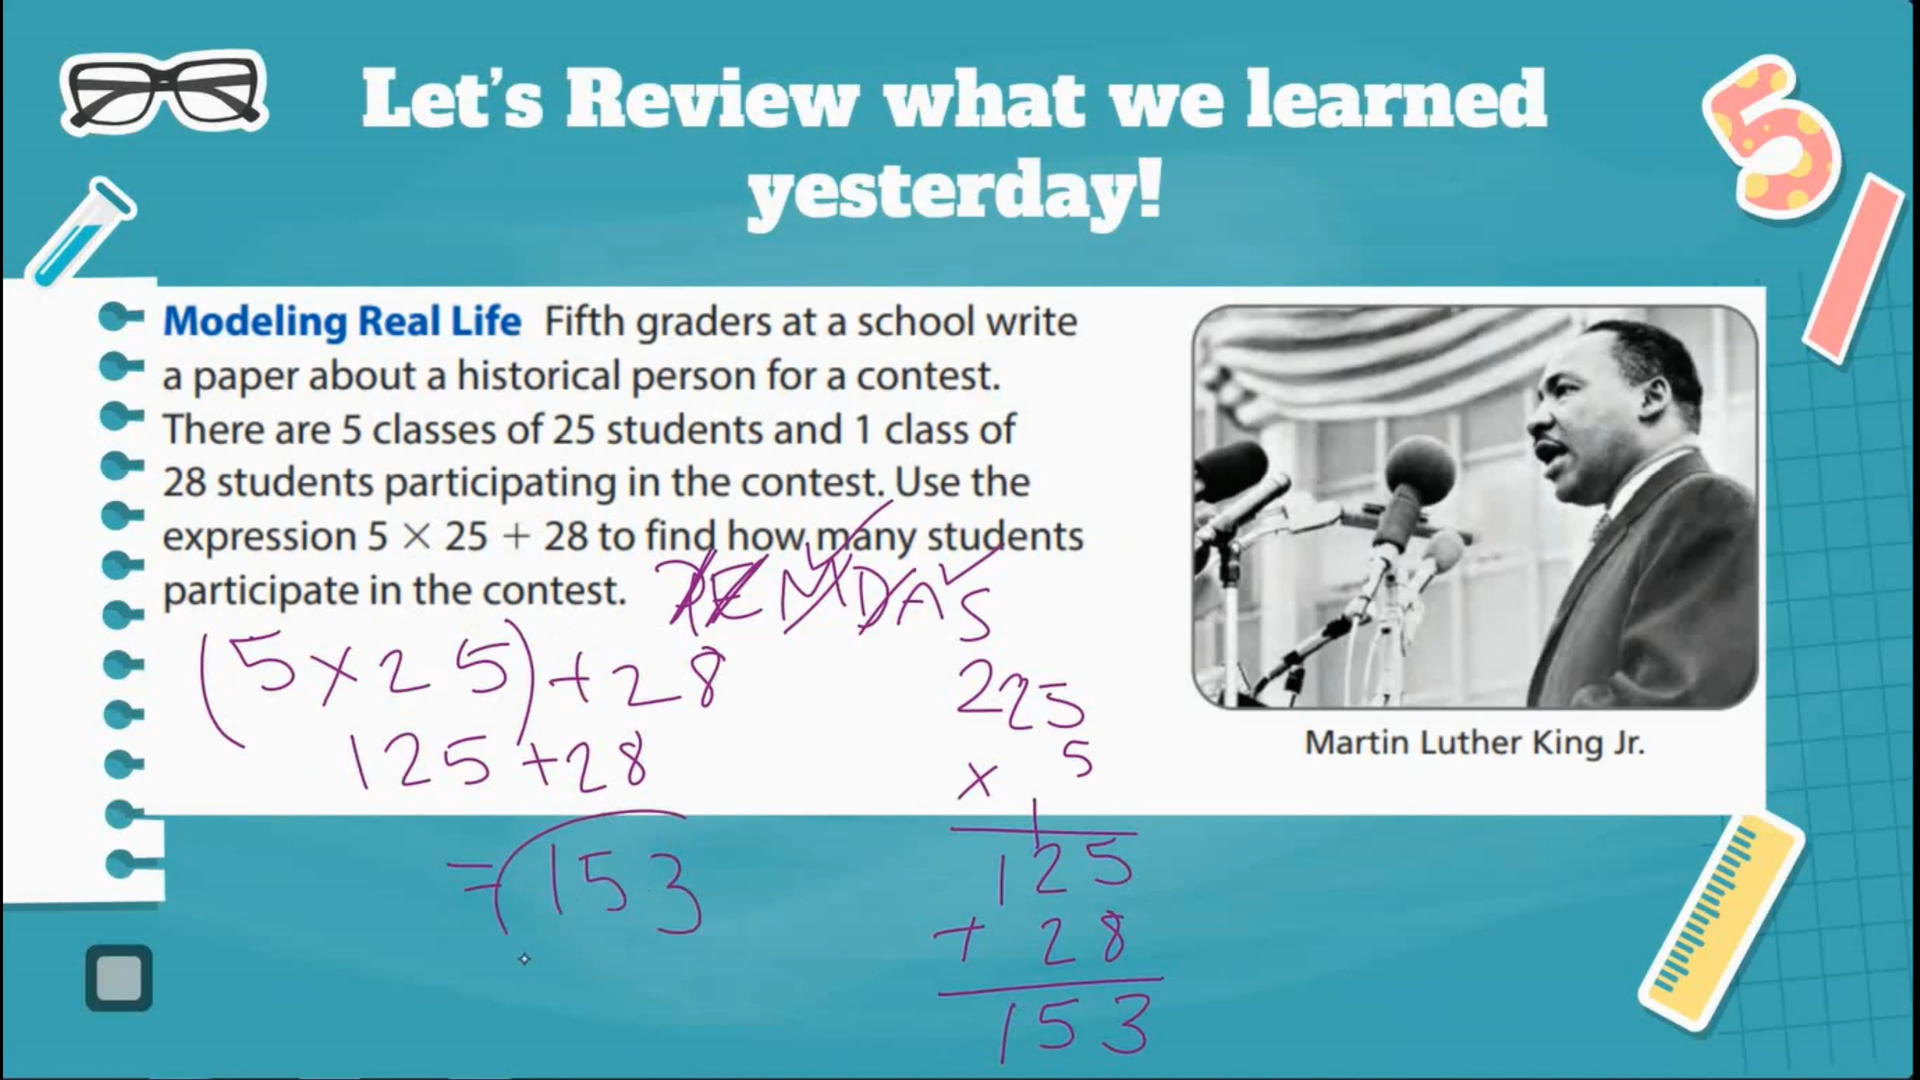 Let's Review what we learned
yesterday!
Modeling Real Life Fifth graders at a school write
a paper about a historical person for a contest.
There are 5 classes of 25 students and 1 class of
28 students participating in the contest. Use the
expression 5 × 25 + 28 to find how many students
participate in the contest.
PEMDAS
(5×25)+28
125+28
=153
225
× 5
1
125
+ 28
153
Martin Luther King Jr.
5